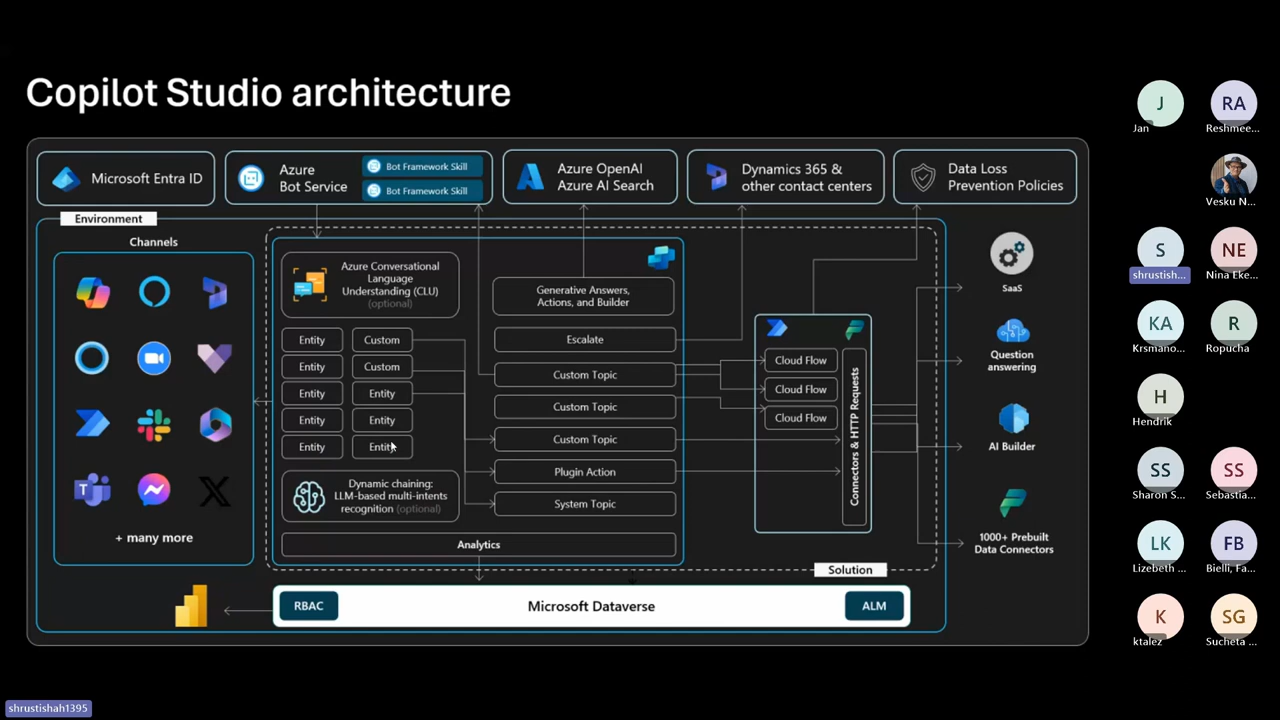 Copilot Studio architecture
Microsoft Entra ID
Azure
Bot Service
Bot Framework Skill
Bot Framework Skill
Azure OpenAI
Azure AI Search
Dynamics 365 &
other contact centers
Data Loss
Prevention Policies
Environment
Channels
+ many more
Azure Conversational
Language
Understanding (CLU)
(optional)
Entity
Custom
Entity
Custom
Entity
Entity
Entity
Entity
Entity
Entity
Dynamic chaining:
LLM-based multi-intents
recognition (optional)
Generative Answers,
Actions, and Builder
Escalate
Custom Topic
Custom Topic
Custom Topic
Plugin Action
System Topic
Analytics
Cloud Flow
Cloud Flow
Cloud Flow
Connectors & HTTP Requests
Solution
SaaS
Question
answering
AI Builder
1000+ Prebuilt
Data Connectors
RBAC
Microsoft Dataverse
ALM
J
Jan
RA
Reshmee...
Vesku N...
S
shrustish...
NE
Nina Eke...
KA
Krsmano...
R
Ropucha
H
Hendrik
SS
Sharon S...
SS
Sebastia...
LK
Lizebeth ...
FB
Bielli, Fa...
K
ktalez
SG
Sucheta ...
shrustishah1395